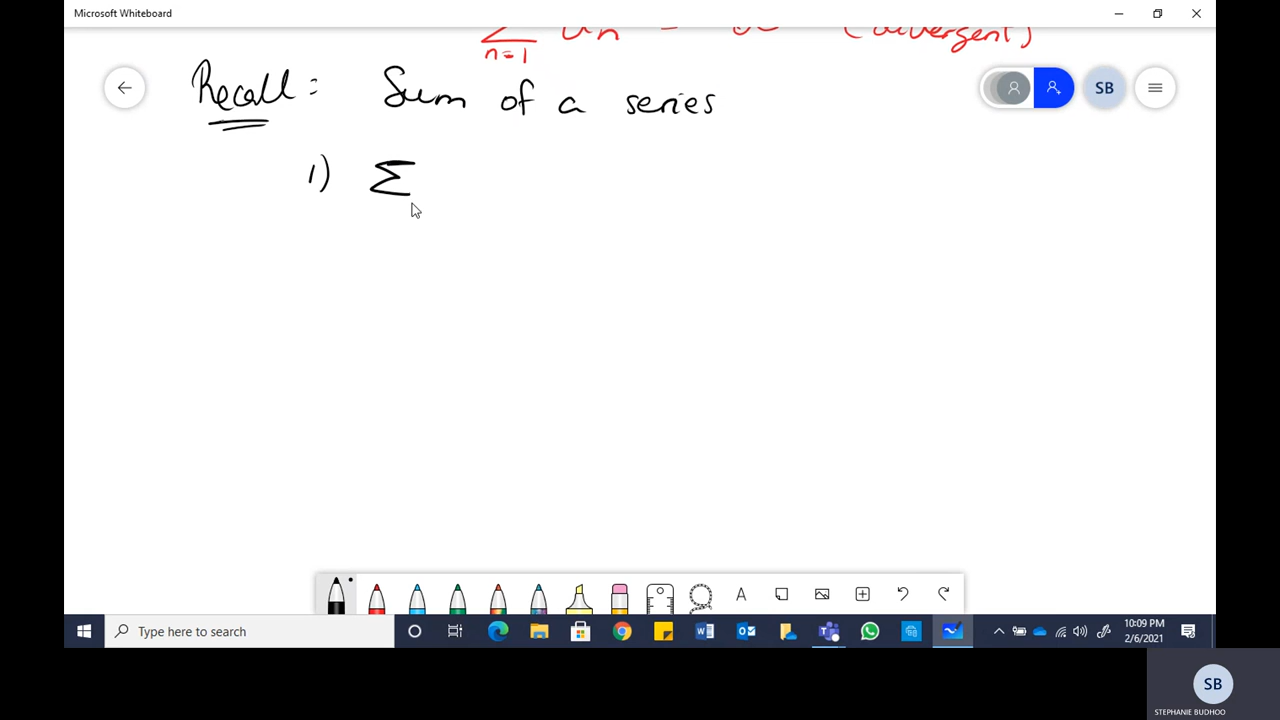 Microsoft Whiteboard
n=1 (divergent)
Recall: Sum of a series
SB
1) Σ
A
Type here to search
10:09 PM
2/6/2021
SB
STEPHANIE BUDHOO